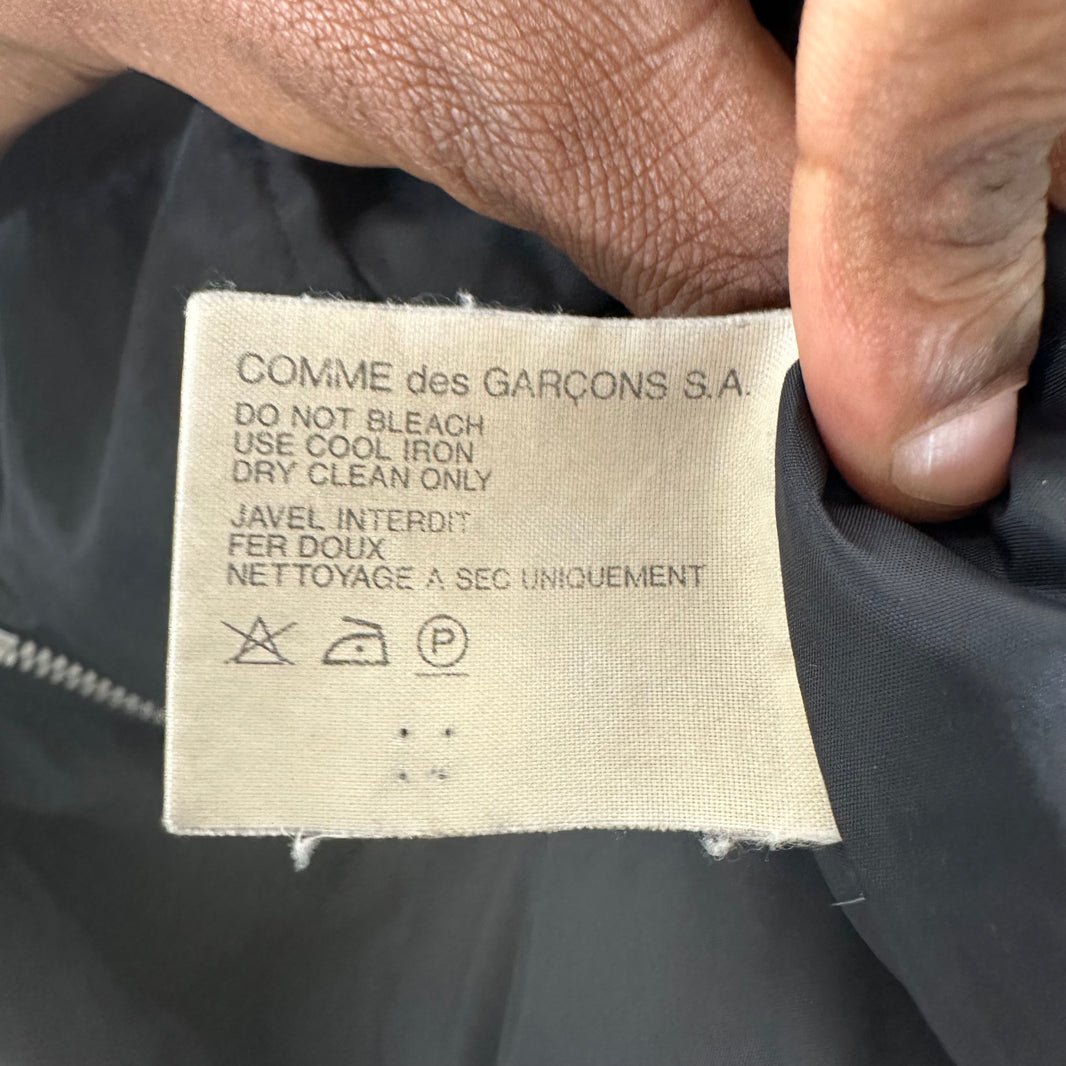 COMME des GARÇONS S.A.
DO NOT BLEACH
USE COOL IRON
DRY CLEAN ONLY
JAVEL INTERDIT
FER DOUX
NETTOYAGE A SEC UNIQUEMENT
P